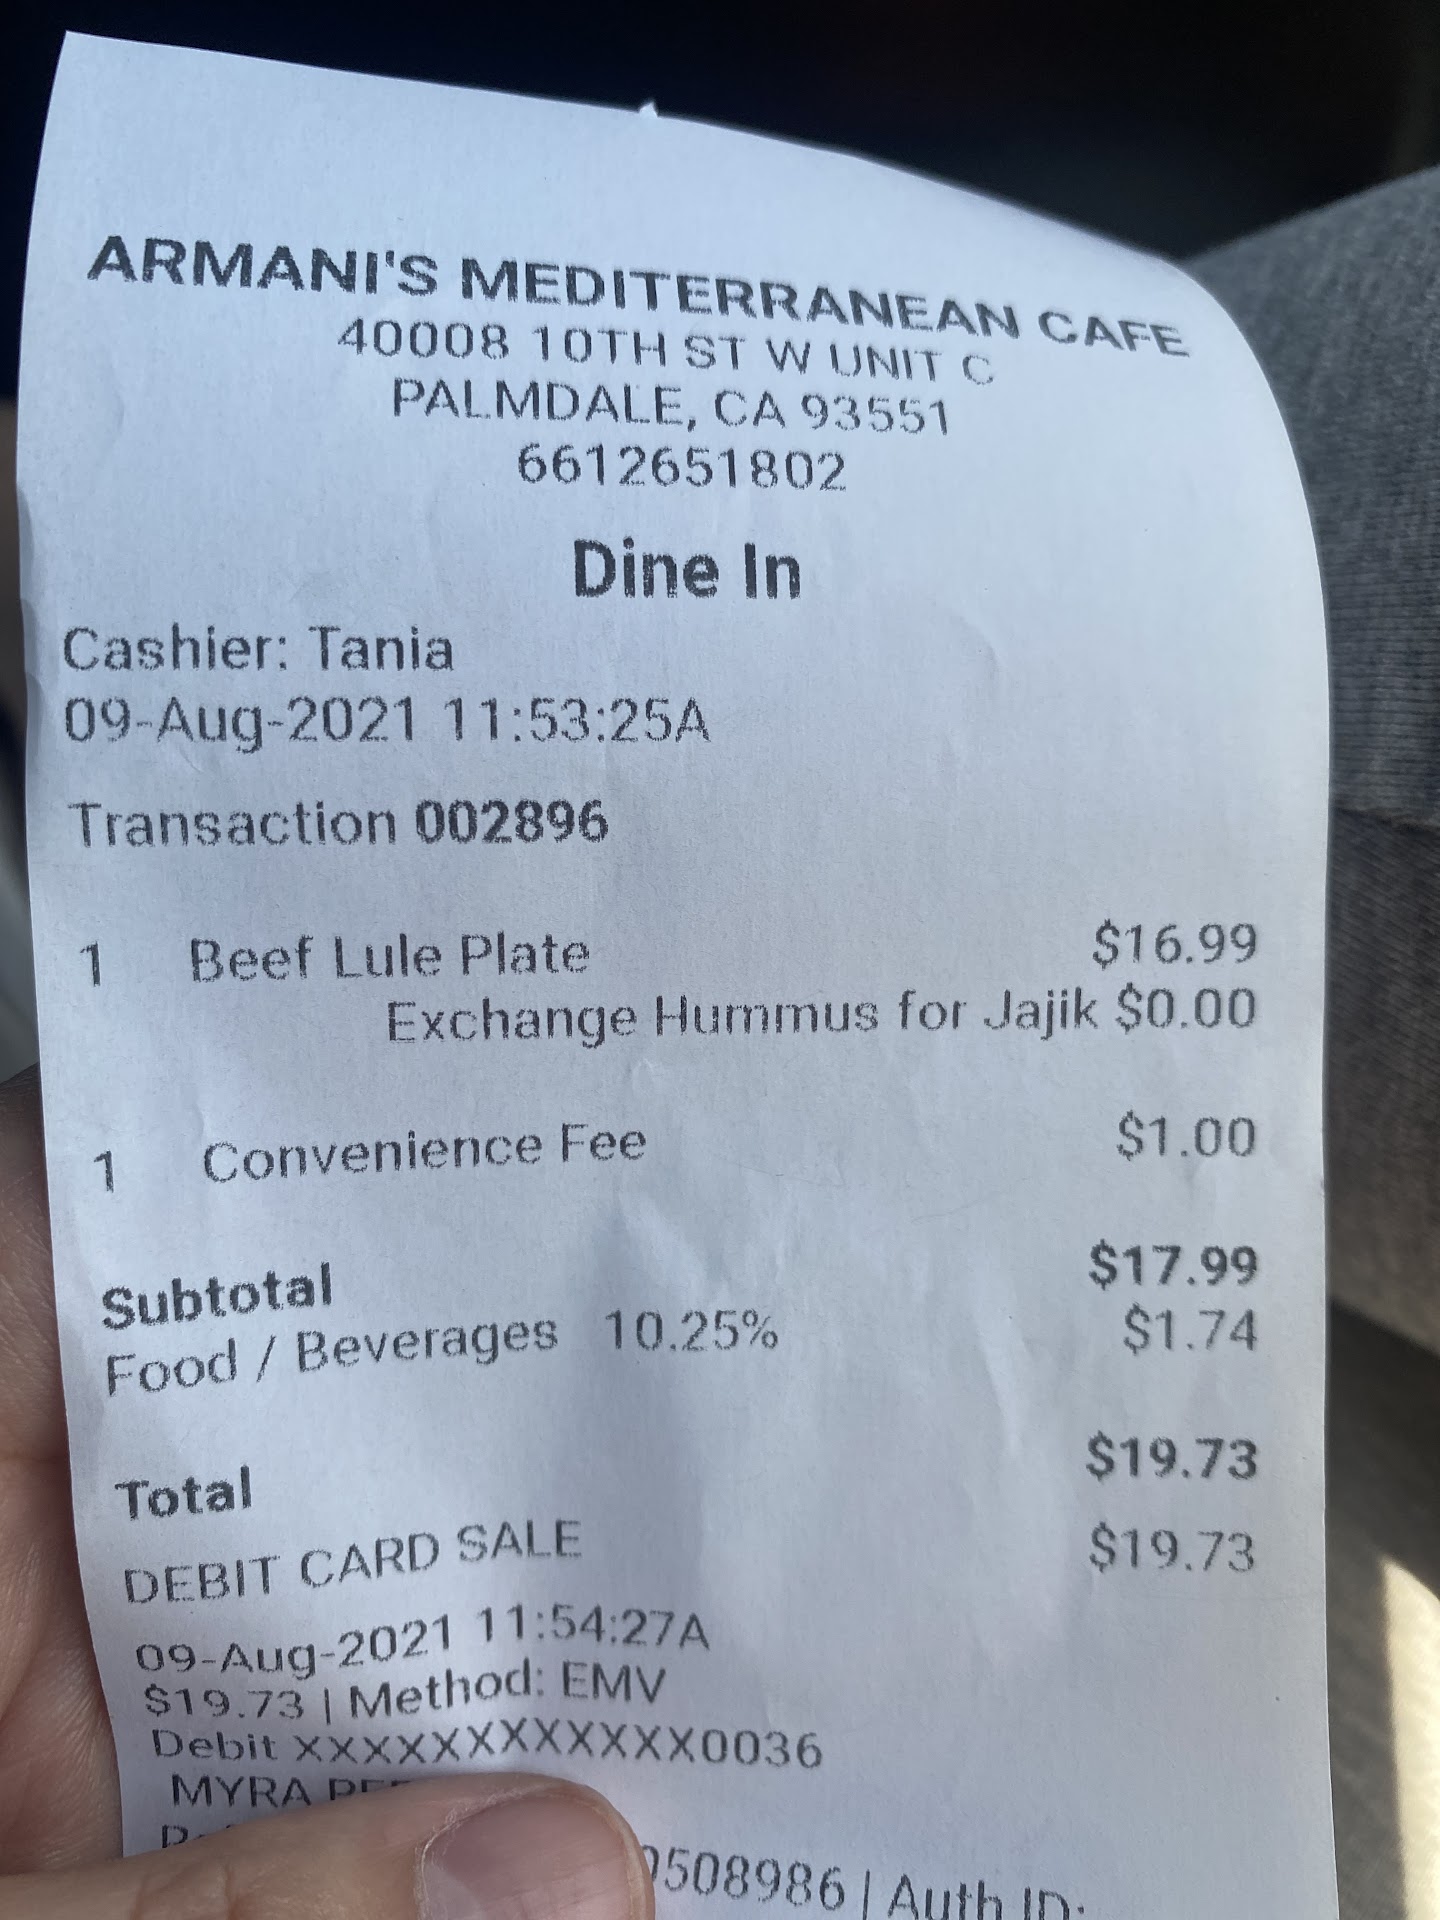 ARMANI'S MEDITERRANEAN CAFE
40008 10TH ST W UNIT C
PALMDALE, CA 93551
6612651802
Dine In
Cashier: Tania
09-Aug-2021 11:53:25A
Transaction 002896
1 Beef Lule Plate $16.99
Exchange Hummus for Jajik $0.00
1 Convenience Fee $1.00
Subtotal $17.99
Food / Beverages 10.25% $1.74
Total $19.73
DEBIT CARD SALE $19.73
09-Aug-2021 11:54:27A
$19.73 | Method: EMV
Debit XXXXXXXXXXXX0036
MYRA
508986 | Auth ID: